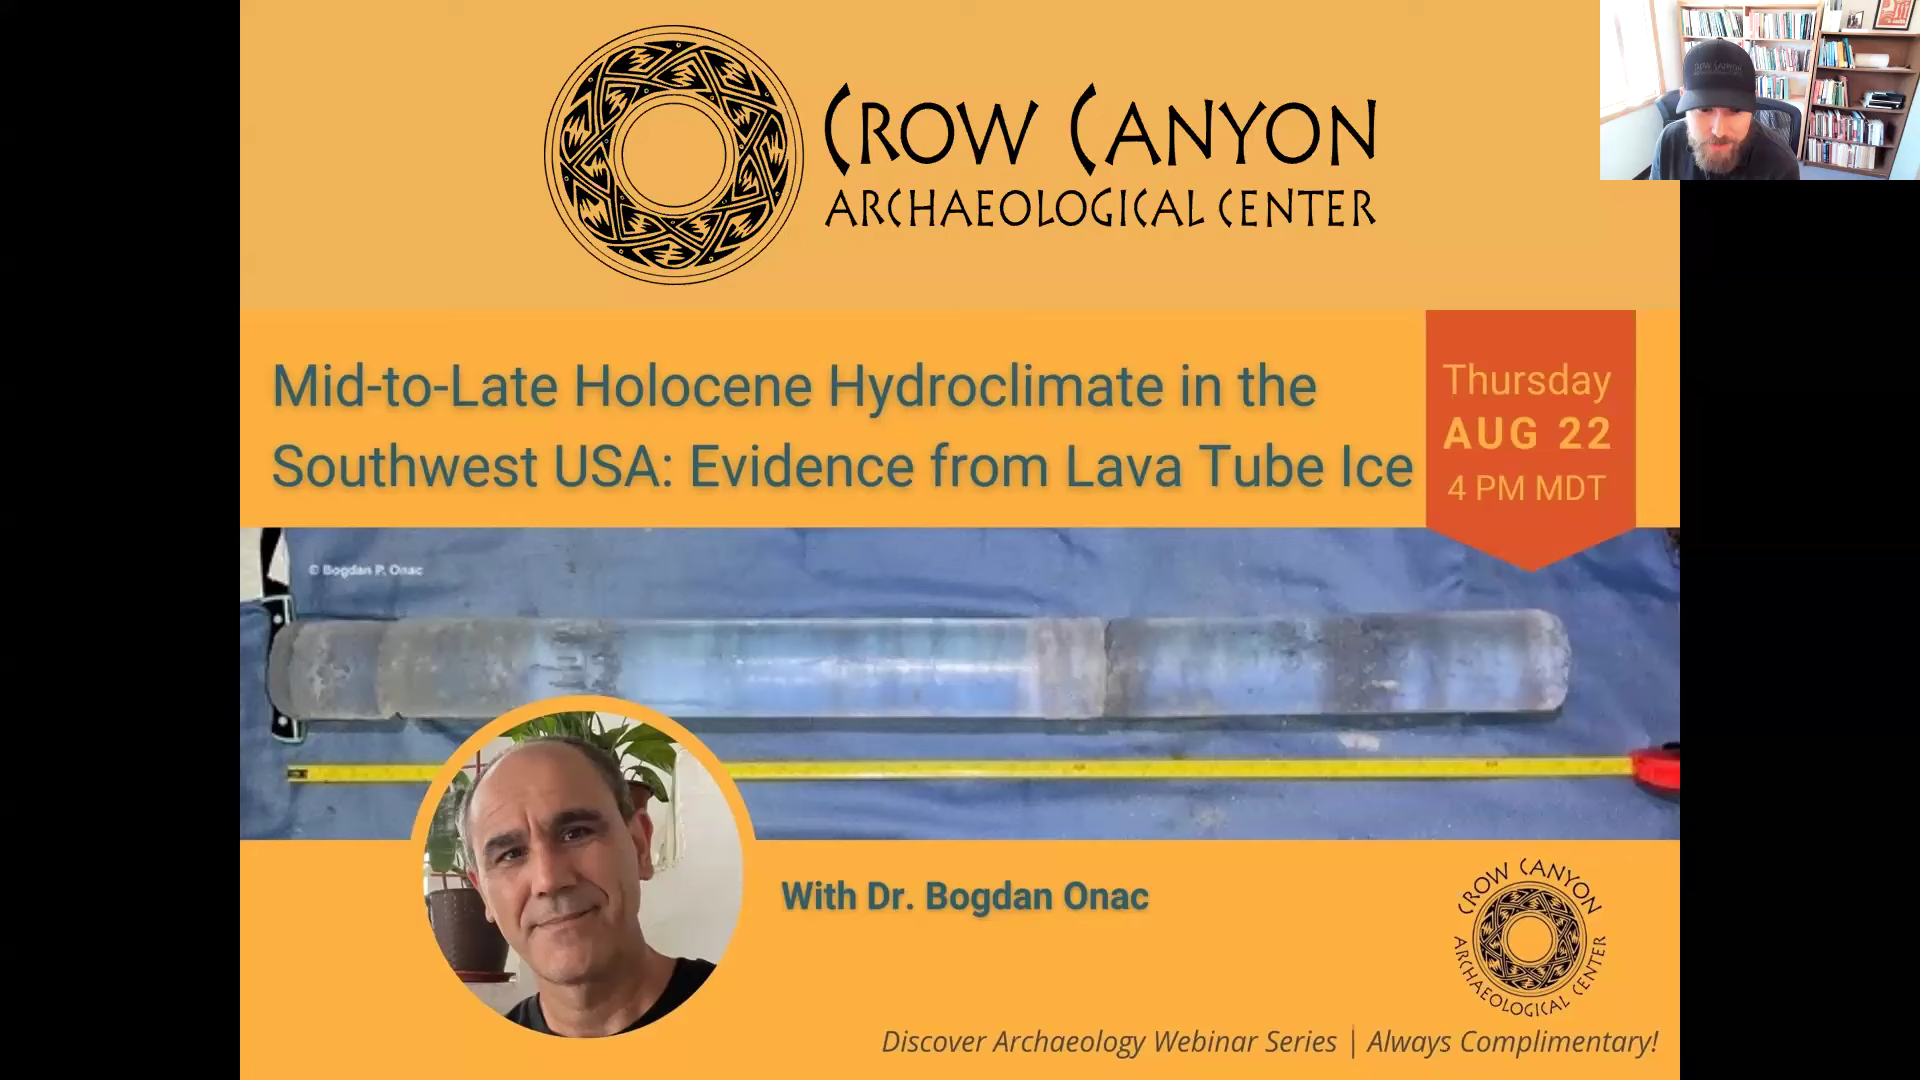 CROW CANYON
ARCHAEOLOGICAL CENTER
Mid-to-Late Holocene Hydroclimate in the
Southwest USA: Evidence from Lava Tube Ice
Thursday
AUG 22
4 PM MDT
© Bogdan P. Onac
With Dr. Bogdan Onac
CROW CANYON
ARCHAEOLOGICAL CENTER
Discover Archaeology Webinar Series | Always Complimentary!
CROW CANYON